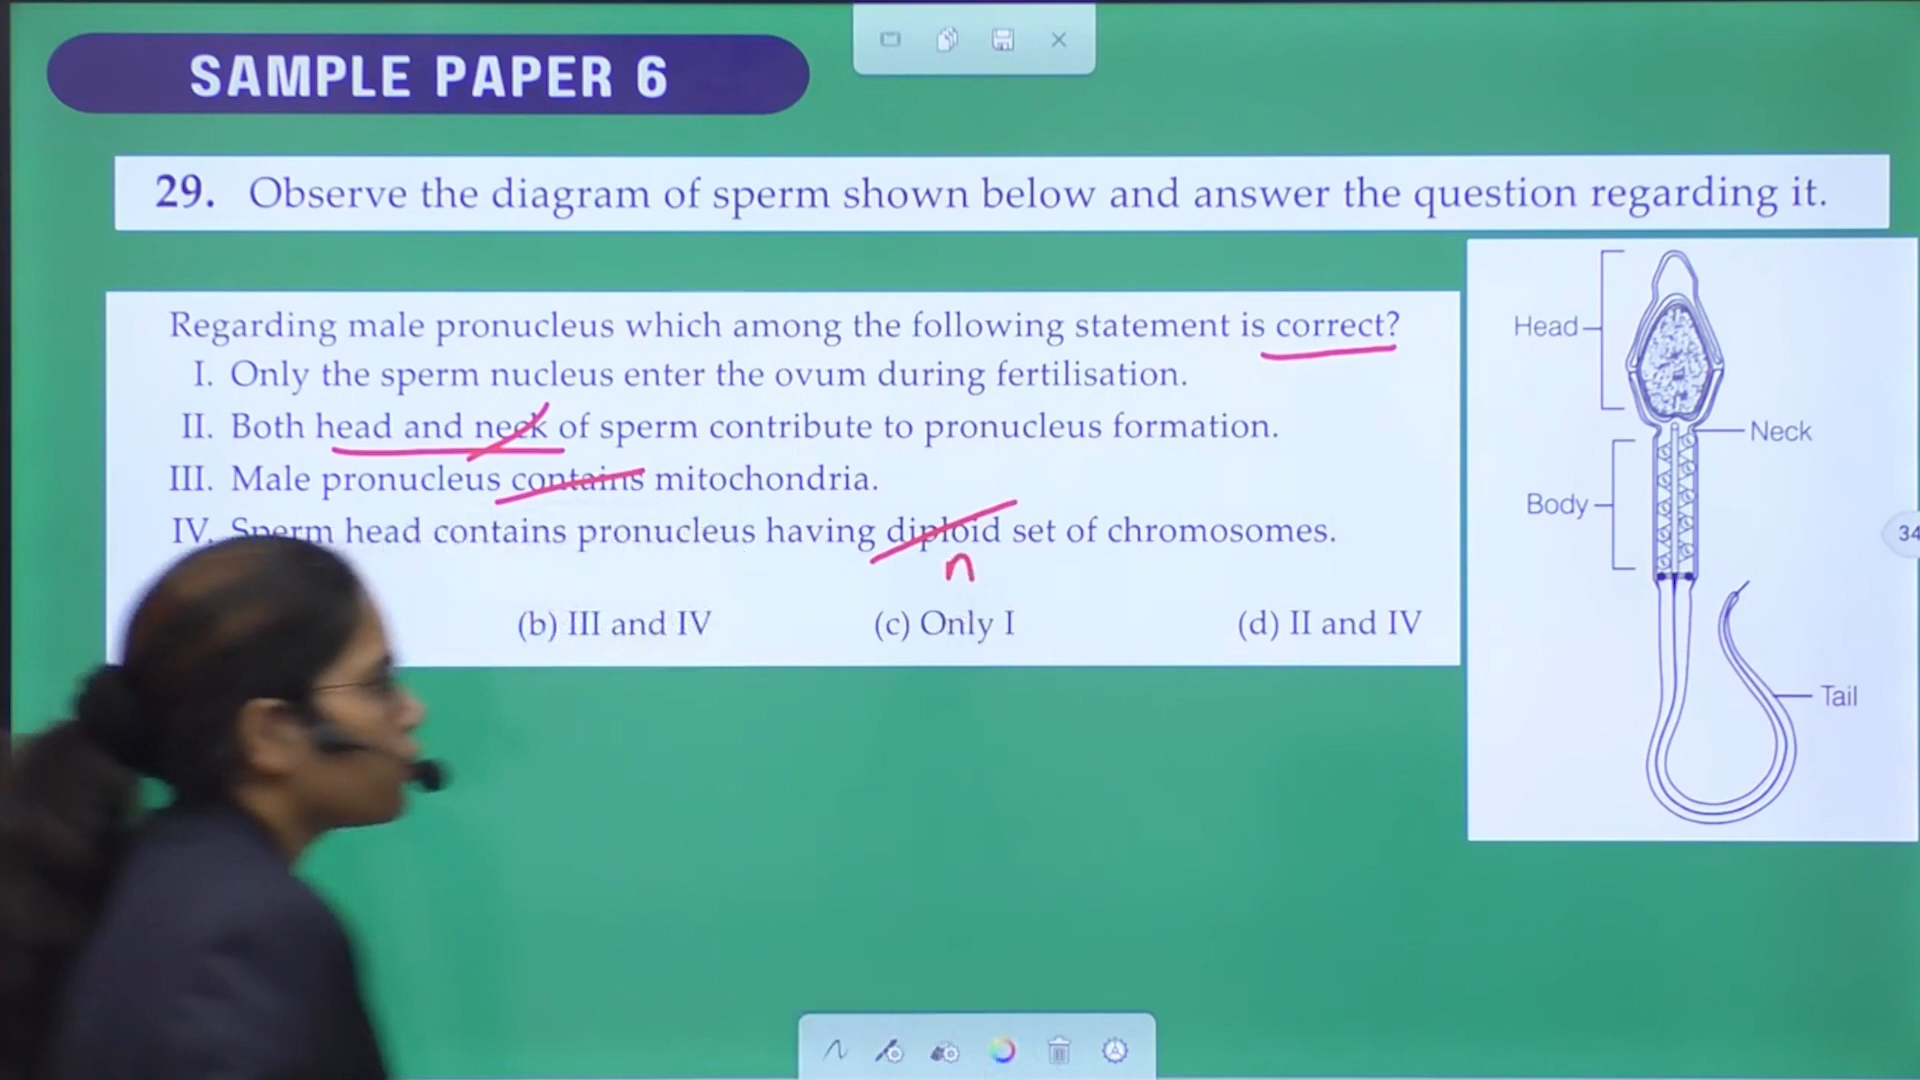 SAMPLE PAPER 6
29. Observe the diagram of sperm shown below and answer the question regarding it.
Regarding male pronucleus which among the following statement is correct?
I. Only the sperm nucleus enter the ovum during fertilisation.
II. Both head and neck of sperm contribute to pronucleus formation.
III. Male pronucleus contains mitochondria.
IV. Sperm head contains pronucleus having diploid set of chromosomes.
n
(b) III and IV (c) Only I (d) II and IV
Head
Neck
Body
Tail
34